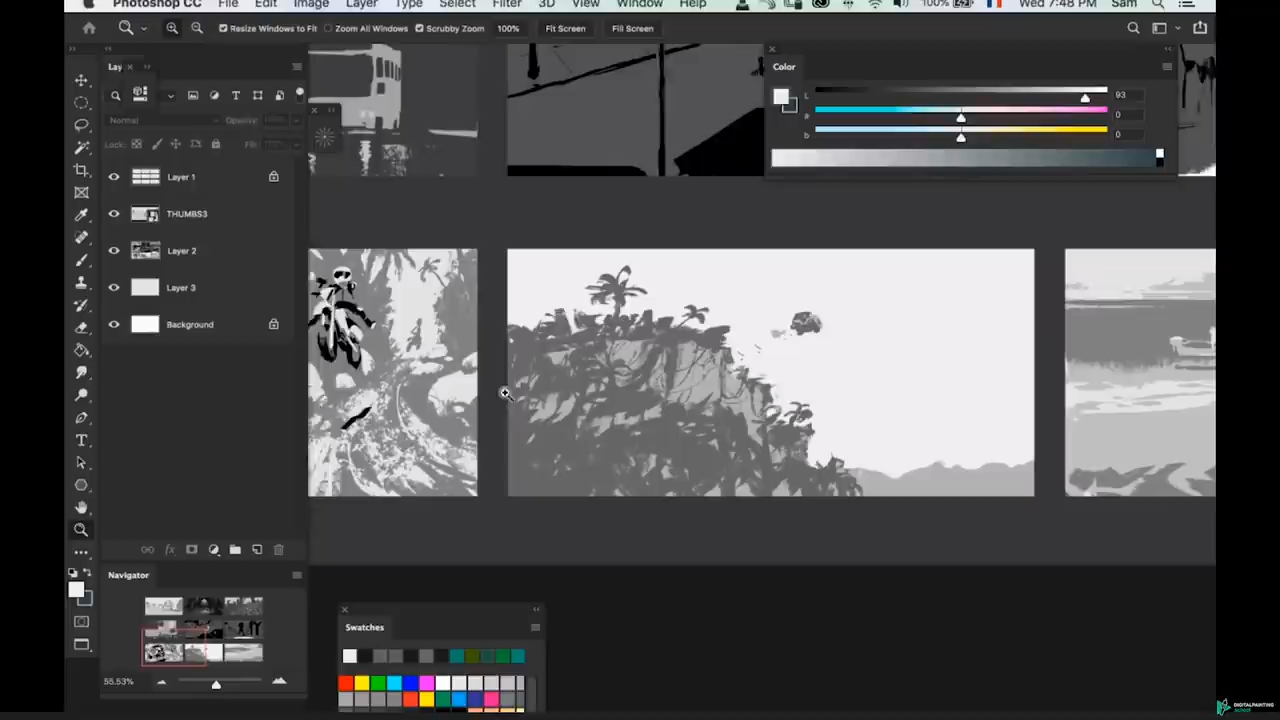 Photoshop CC File Edit Image Layer Type Select Filter 3D View Window Help 100% Wed 7:48 PM Sam
Resize Windows to Fit Zoom All Windows Scrubby Zoom 100% Fit Screen Fill Screen
Lay
Color
L 93
a 0
b 0
Normal Opacity:
Lock: Fill:
Layer 1
THUMBS3
Layer 2
Layer 3
Background
Navigator
55.53%
Swatches
DIGITALPAINTING